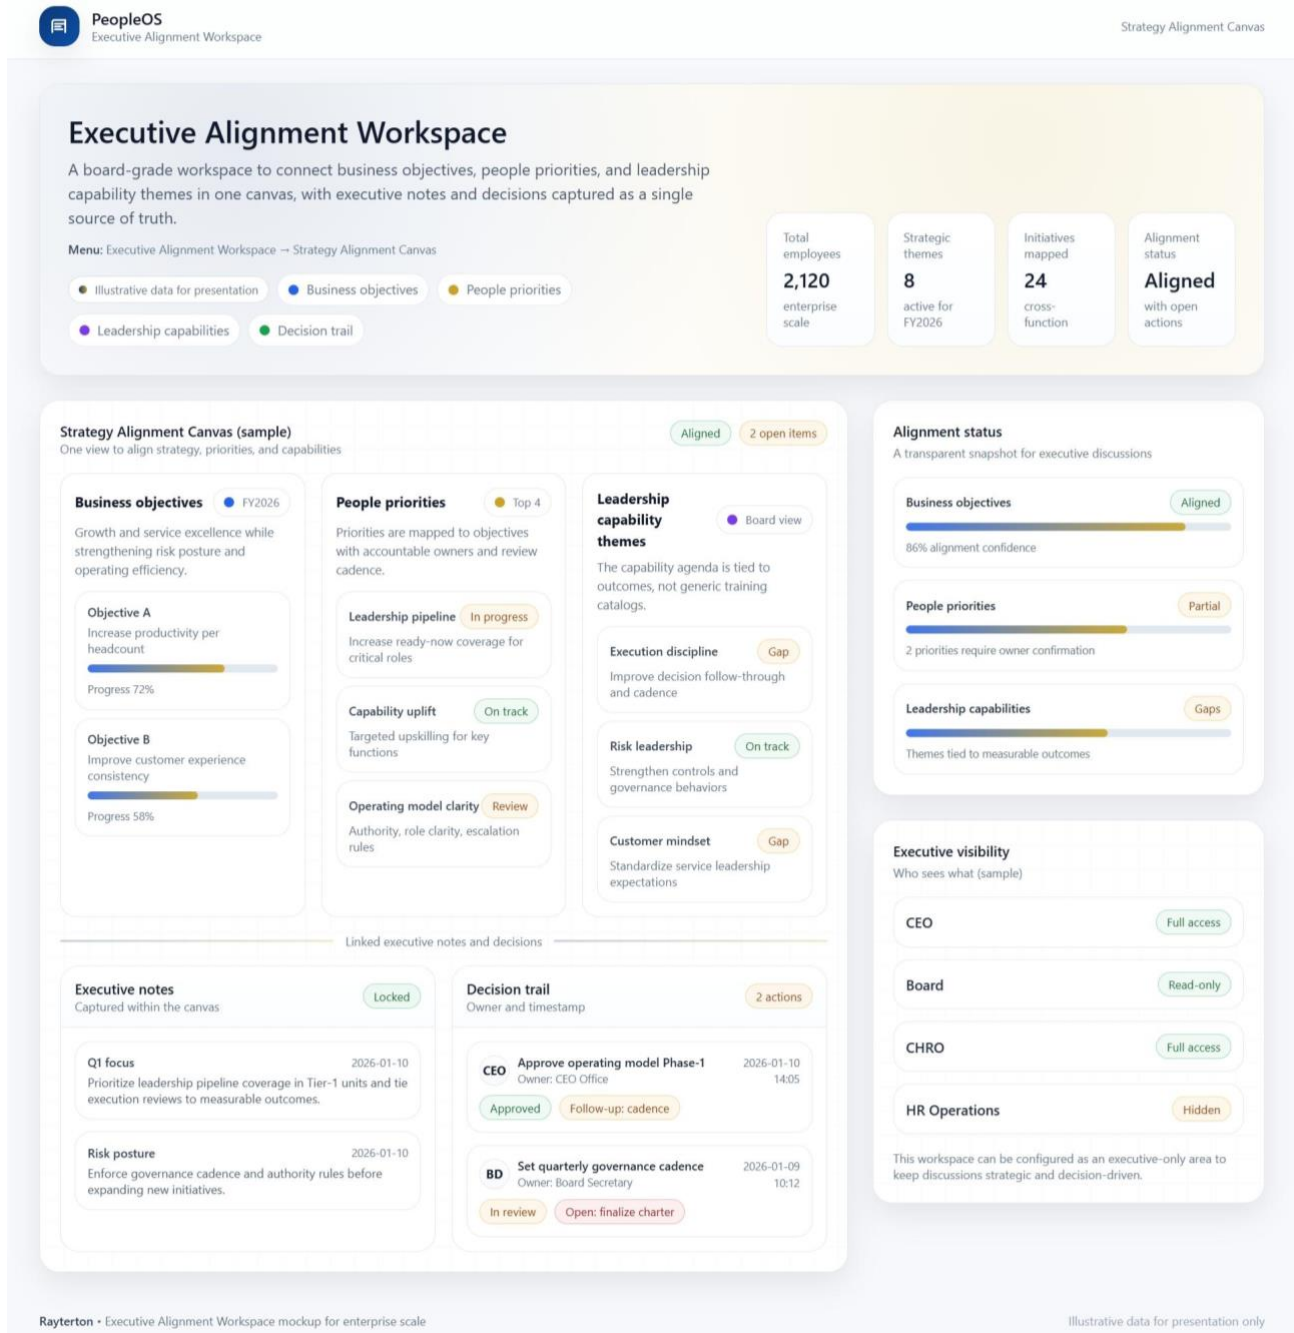 PeopleOS
Executive Alignment Workspace
Strategy Alignment Canvas
Executive Alignment Workspace
A board-grade workspace to connect business objectives, people priorities, and leadership
capability themes in one canvas, with executive notes and decisions captured as a single
source of truth.
Menu: Executive Alignment Workspace → Strategy Alignment Canvas
Illustrative data for presentation
Business objectives
People priorities
Leadership capabilities
Decision trail
Total
employees
2,120
enterprise
scale
Strategic
themes
8
active for
FY2026
Initiatives
mapped
24
cross-
function
Alignment
status
Aligned
with open
actions
Strategy Alignment Canvas (sample)
One view to align strategy, priorities, and capabilities
Aligned
2 open items
Business objectives
FY2026
Growth and service excellence while
strengthening risk posture and
operating efficiency.
Objective A
Increase productivity per
headcount
Progress 72%
Objective B
Improve customer experience
consistency
Progress 58%
People priorities
Top 4
Priorities are mapped to objectives
with accountable owners and review
cadence.
Leadership pipeline
In progress
Increase ready-now coverage for
critical roles
Capability uplift
On track
Targeted upskilling for key
functions
Operating model clarity
Review
Authority, role clarity, escalation
rules
Leadership
capability
themes
Board view
The capability agenda is tied to
outcomes, not generic training
catalogs.
Execution discipline
Gap
Improve decision follow-through
and cadence
Risk leadership
On track
Strengthen controls and
governance behaviors
Customer mindset
Gap
Standardize service leadership
expectations
Linked executive notes and decisions
Executive notes
Captured within the canvas
Locked
Q1 focus
2026-01-10
Prioritize leadership pipeline coverage in Tier-1 units and tie
execution reviews to measurable outcomes.
Risk posture
2026-01-10
Enforce governance cadence and authority rules before
expanding new initiatives.
Decision trail
Owner and timestamp
2 actions
CEO
Approve operating model Phase-1
Owner: CEO Office
2026-01-10
14:05
Approved
Follow-up: cadence
BD
Set quarterly governance cadence
Owner: Board Secretary
2026-01-09
10:12
In review
Open: finalize charter
Alignment status
A transparent snapshot for executive discussions
Business objectives
Aligned
86% alignment confidence
People priorities
Partial
2 priorities require owner confirmation
Leadership capabilities
Gaps
Themes tied to measurable outcomes
Executive visibility
Who sees what (sample)
CEO
Full access
Board
Read-only
CHRO
Full access
HR Operations
Hidden
This workspace can be configured as an executive-only area to
keep discussions strategic and decision-driven.
Rayterton • Executive Alignment Workspace mockup for enterprise scale
Illustrative data for presentation only